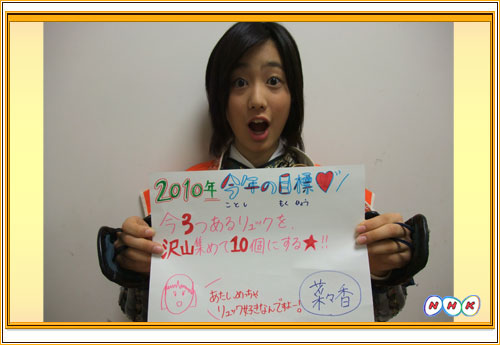 2010年 今年の目標♥
ことし もくひょう
今3つあるリュックを、
沢山集めて10個にする★!!
あたしめちゃ
リュック好きなんですよー!
菜々香
NHK